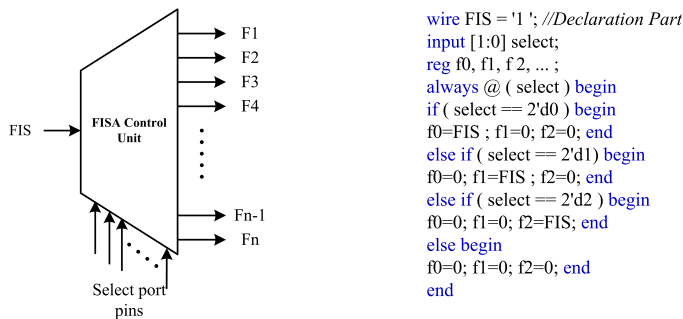 FIS
FISA Control
Unit
F1
F2
F3
F4
Fn-1
Fn
Select port
pins
wire FIS = '1 '; //Declaration Part
input [1:0] select;
reg f0, f1, f 2, ... ;
always @ ( select ) begin
if ( select == 2'd0 ) begin
f0=FIS ; f1=0; f2=0; end
else if ( select == 2'd1) begin
f0=0; f1=FIS ; f2=0; end
else if ( select == 2'd2 ) begin
f0=0; f1=0; f2=FIS; end
else begin
f0=0; f1=0; f2=0; end
end